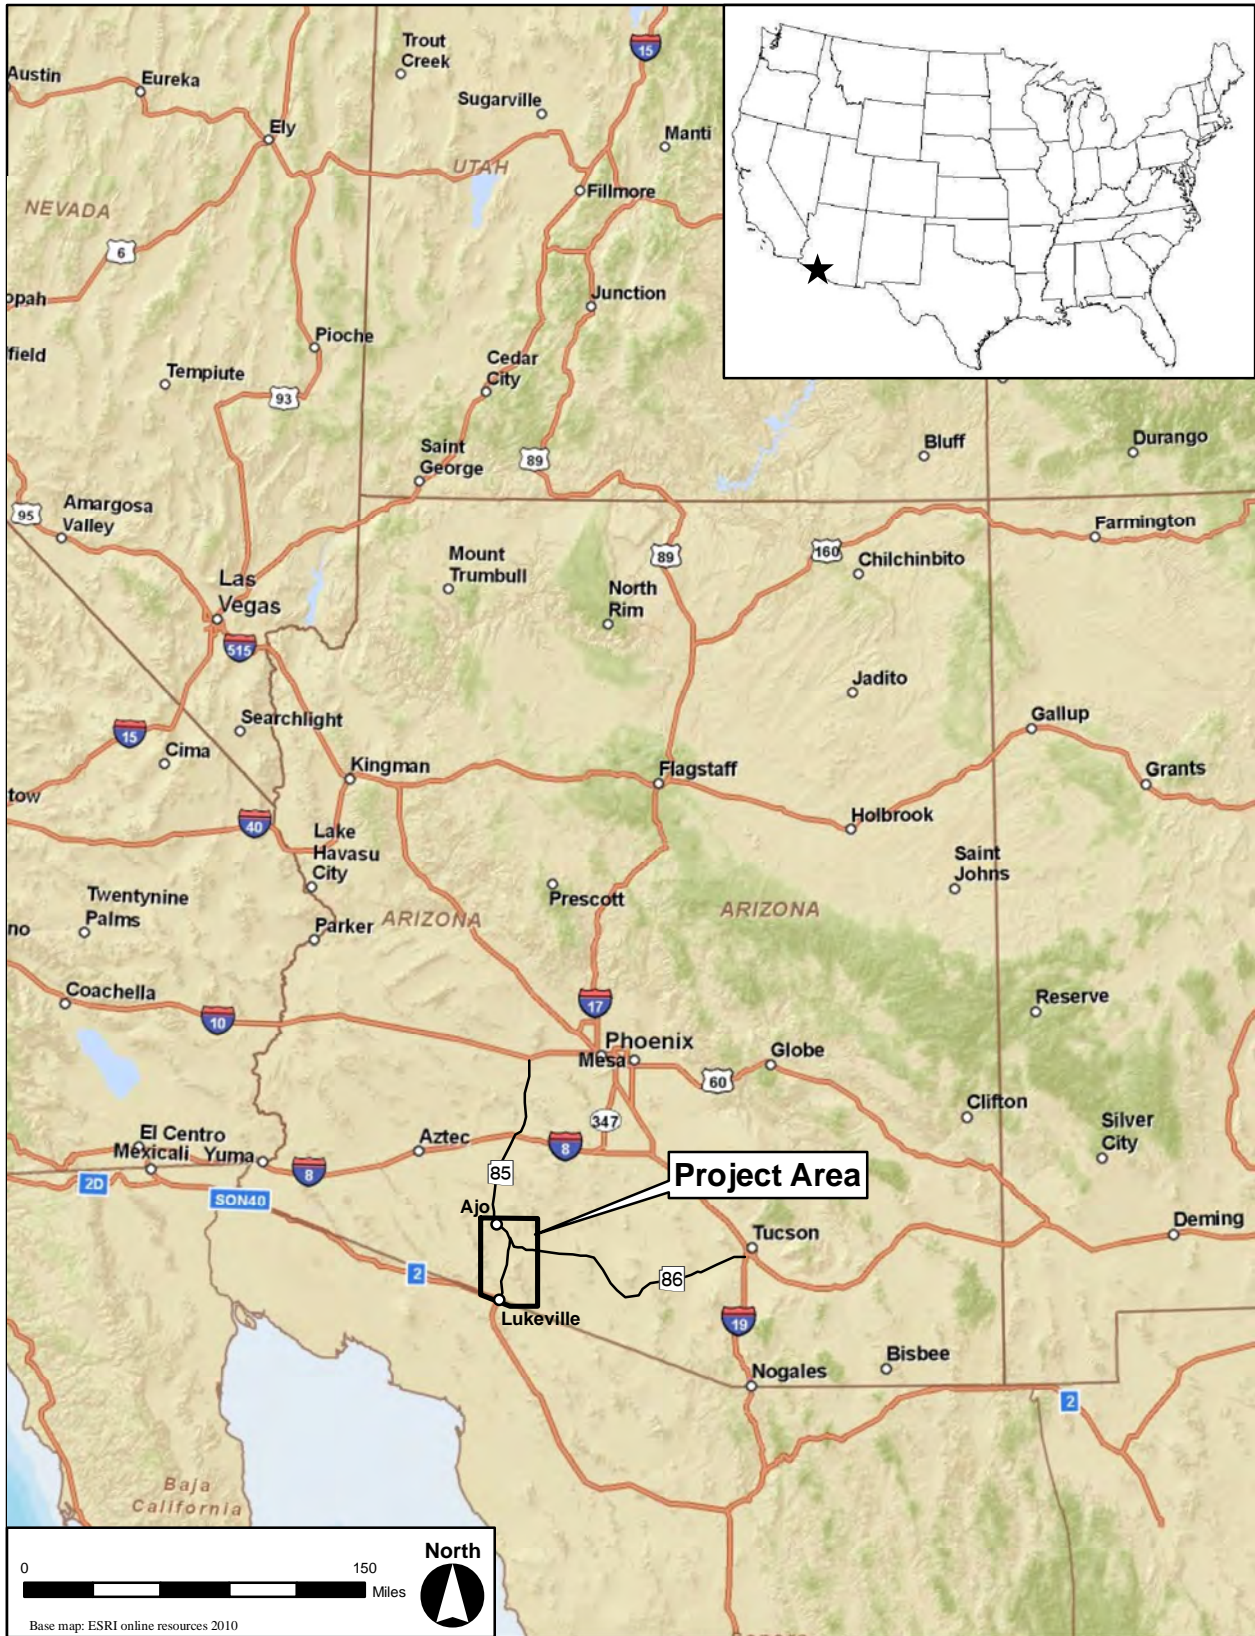 Trout
Creek
15
Austin
Eureka
Sugarville
Ely
Manti
UTAH
Fillmore
NEVADA
6
opah
Junction
Pioche
ffield
Cedar
City
Tempiute
93
Saint
George
89
Bluff
Durango
95
Amargosa
Valley
Farmington
Mount
Trumbull
89
160
Chilchinbito
Las
Vegas
North
Rim
515
Jadito
Searchlight
Gallup
15
Cima
Kingman
Flagstaff
Grants
tow
40
Holbrook
Lake
Havasu
City
Saint
Johns
Twentynine
Palms
Prescott
ARIZONA
ARIZONA
no
Parker
Coachella
Reserve
10
17
Phoenix
Mesa
Globe
60
Clifton
347
Silver
City
El Centro
Aztec
8
Mexicali
Yuma
8
85
Project Area
2D
SON40
Ajo
Deming
Tucson
2
86
Lukeville
19
Bisbee
Nogales
2
Baja
California
0
150
Miles
North
Base map: ESRI online resources 2010